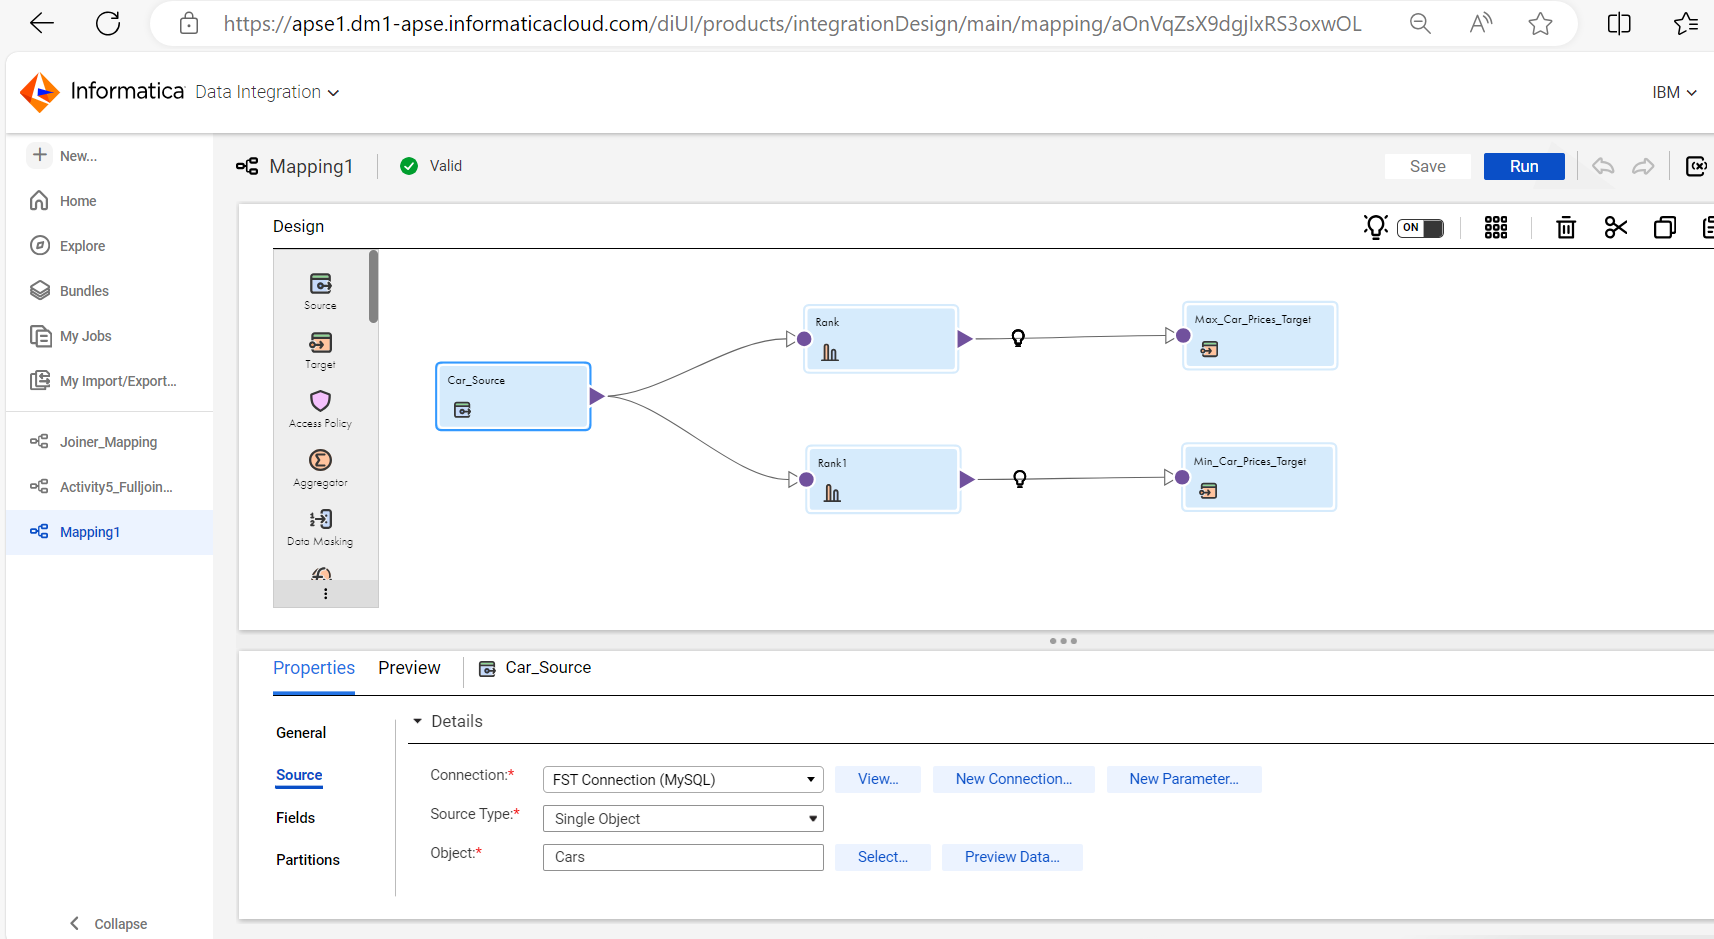 https://apse1.dm1-apse.informaticacloud.com/diUI/products/integrationDesign/main/mapping/aOnVqZsX9dgjIxRS3oxwOL
Informatica Data Integration
IBM
New...
Home
Explore
Bundles
My Jobs
My Import/Export...
Joiner_Mapping
Activity5_Fulljoin...
Mapping1
Collapse
Mapping1 Valid
Save Run
Design
ON
Source
Target
Access Policy
Aggregator
Data Masking
Car_Source
Rank
Max_Car_Prices_Target
Rank1
Min_Car_Prices_Target
Properties Preview Car_Source
General
Source
Fields
Partitions
Details
Connection:* FST Connection (MySQL) View... New Connection... New Parameter...
Source Type:* Single Object
Object:* Cars Select... Preview Data...